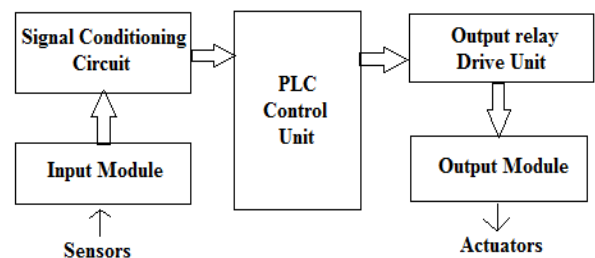 Signal Conditioning
Circuit
Input Module
Sensors
PLC
Control
Unit
Output relay
Drive Unit
Output Module
Actuators